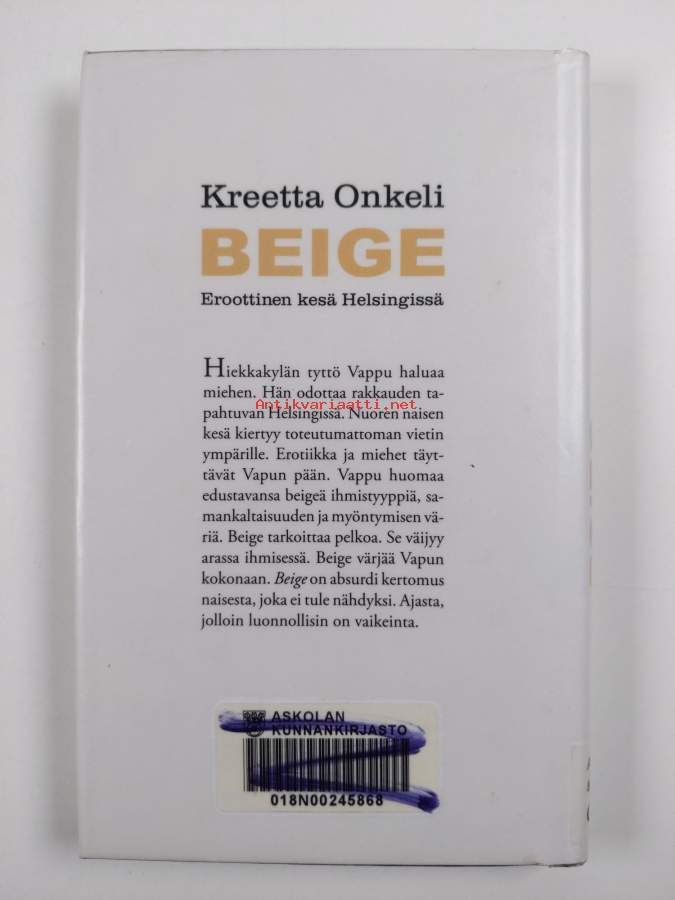 Kreetta Onkeli
BEIGE
Eroottinen kesä Helsingissä
Hiekkakylän tyttö Vappu haluaa
miehen. Hän odottaa rakkauden ta-
Antikvariaatti.net
pahtuvan Helsingissä. Nuoren naisen
kesä kiertyy toteutumattoman vietin
ympärille. Erotiikka ja miehet täyt-
tävät Vapun pään. Vappu huomaa
edustavansa beigeä ihmistyyppiä, sa-
mankaltaisuuden ja myöntymisen vä-
riä. Beige tarkoittaa pelkoa. Se väijyy
arassa ihmisessä. Beige värjää Vapun
kokonaan. Beige on absurdi kertomus
naisesta, joka ei tule nähdyksi. Ajasta,
jolloin luonnollisin on vaikeinta.
ASKOLAN
KUNNANKIRJASTO
018N00245868